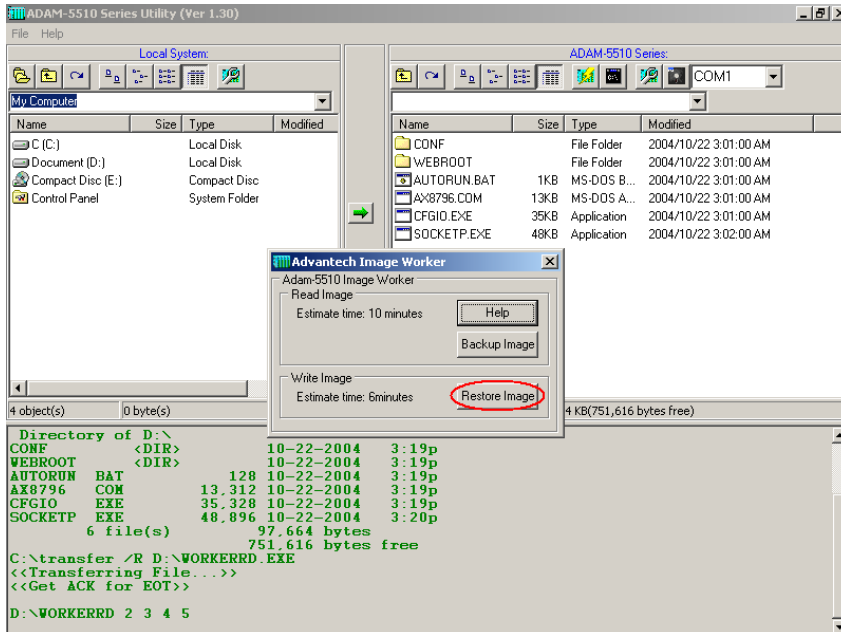 ADAM-5510 Series Utility (Ver 1.30)
File Help
Local System:
ADAM-5510 Series:
COM1
My Computer
Name Size Type Modified
C (C:) Local Disk
Document (D:) Local Disk
Compact Disc (E:) Compact Disc
Control Panel System Folder
Name Size Type Modified
CONF File Folder 2004/10/22 3:01:00 AM
WEBROOT File Folder 2004/10/22 3:01:00 AM
AUTORUN.BAT 1KB MS-DOS B... 2004/10/22 3:01:00 AM
AX8796.COM 13KB MS-DOS A... 2004/10/22 3:01:00 AM
CFGIO.EXE 35KB Application 2004/10/22 3:01:00 AM
SOCKETP.EXE 48KB Application 2004/10/22 3:02:00 AM
Advantech Image Worker
Adam-5510 Image Worker
Read Image
Estimate time: 10 minutes
Help
Backup Image
Write Image
Estimate time: 6minutes
Restore Image
4 object(s) 0 byte(s)
4 KB(751,616 bytes free)
Directory of D:\
CONF <DIR> 10-22-2004 3:19p
WEBROOT <DIR> 10-22-2004 3:19p
AUTORUN BAT 128 10-22-2004 3:19p
AX8796 COM 13,312 10-22-2004 3:19p
CFGIO EXE 35,328 10-22-2004 3:19p
SOCKETP EXE 48,896 10-22-2004 3:20p
6 file(s) 97,664 bytes
751,616 bytes free
C:\transfer /R D:\WORKERRD.EXE
<<Transferring File...>>
<<Get ACK for EOT>>
D:\WORKERRD 2 3 4 5